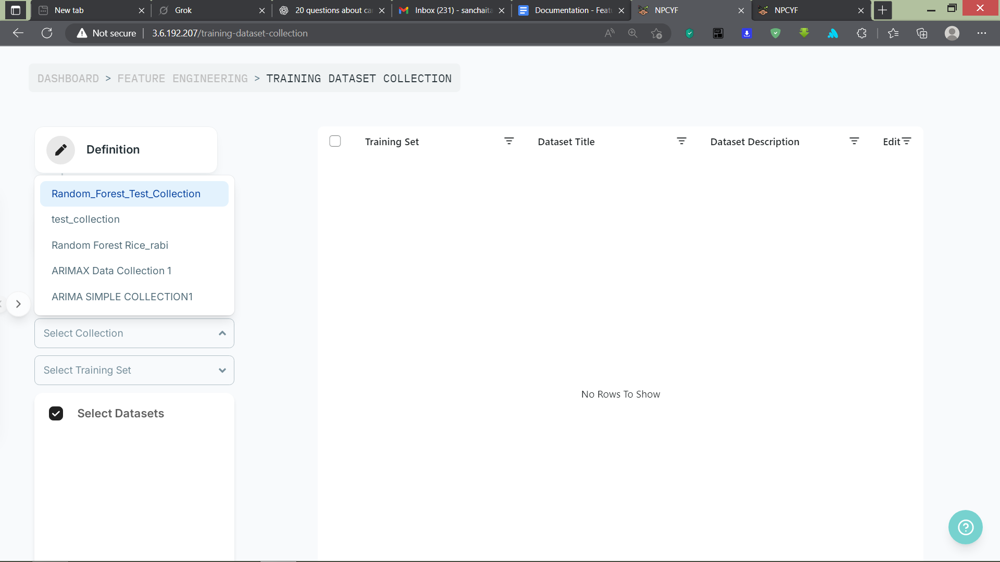 New tab
Grok
20 questions about ca
Inbox (231) - sanchaita
Documentation - Feat
NPCYF
NPCYF
Not secure
3.6.192.207/training-dataset-collection
DASHBOARD > FEATURE ENGINEERING > TRAINING DATASET COLLECTION
Definition
Random_Forest_Test_Collection
test_collection
Random Forest Rice_rabi
ARIMAX Data Collection 1
ARIMA SIMPLE COLLECTION1
Select Collection
Select Training Set
Select Datasets
Training Set
Dataset Title
Dataset Description
Edit
No Rows To Show